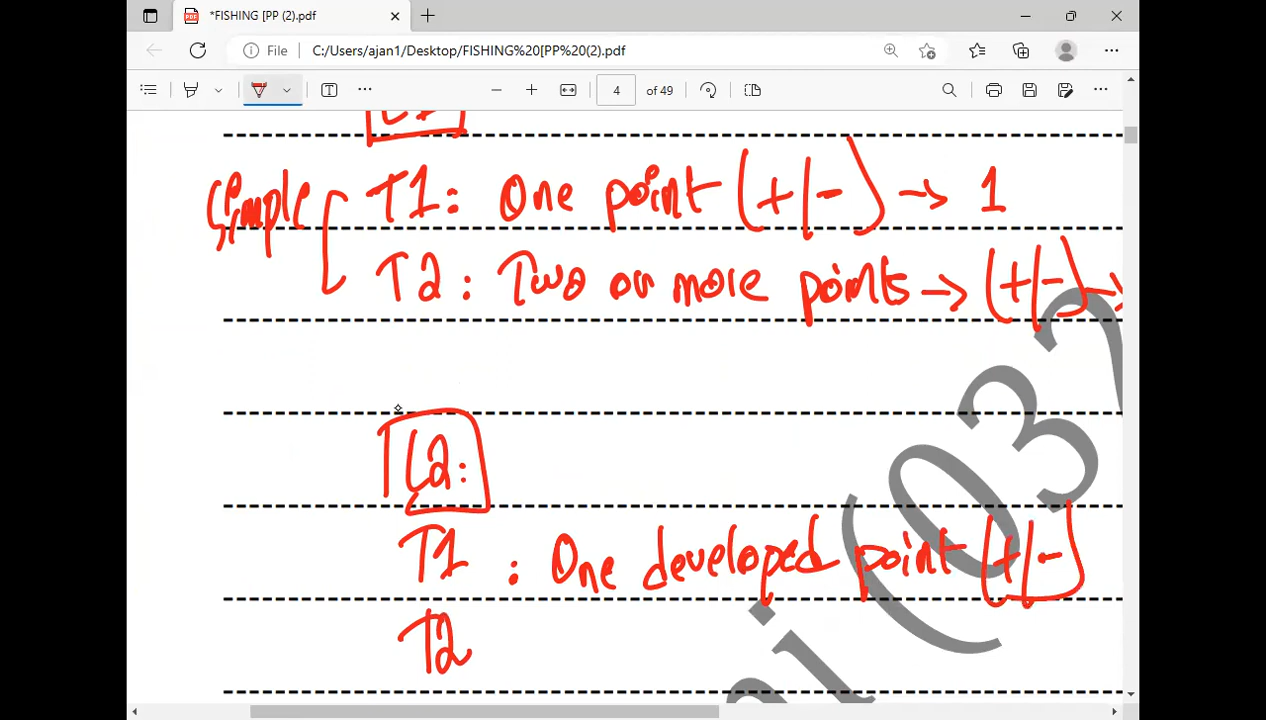 *FISHING [PP (2).pdf
File C:/Users/ajan1/Desktop/FISHING%20[PP%20(2).pdf
4 of 49
Simple
T1: One point (+/-) → 1
T2: Two or more points → (+/-) →
L2:
T1 : One developed point (+/-)
T2
i (032